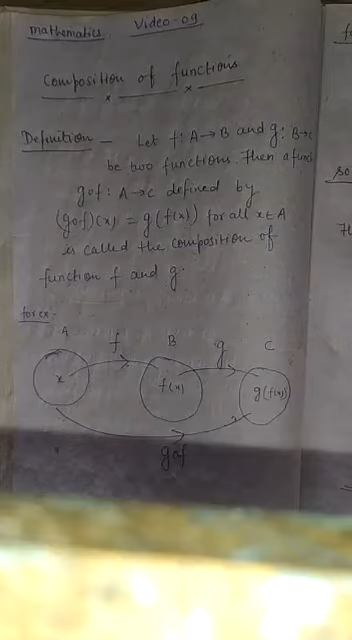 mathematics Video-09
Composition of functions
Definition - Let f: A→B and g: B→C
be two functions. Then a
gof: A→C defined by
(gof)(x) = g(f(x)) for all x∈A
is called the composition of
function f and g.
for ex-
A f B g C
x f(x) g(f(x))
gof